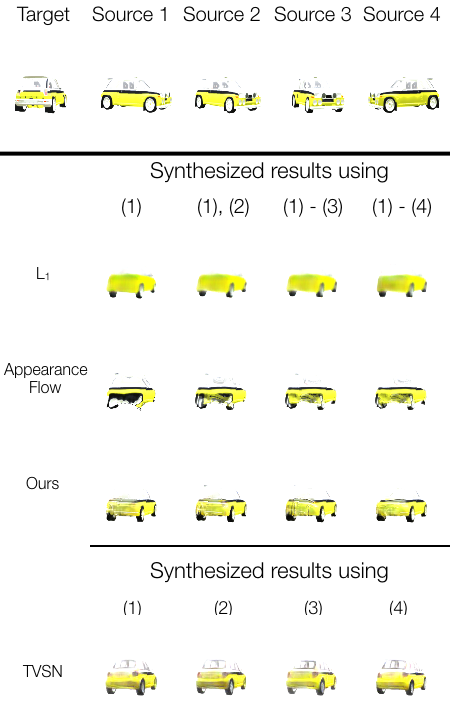 Target Source 1 Source 2 Source 3 Source 4
Synthesized results using
(1) (1), (2) (1) - (3) (1) - (4)
L₁
Appearance
Flow
Ours
Synthesized results using
(1) (2) (3) (4)
TVSN